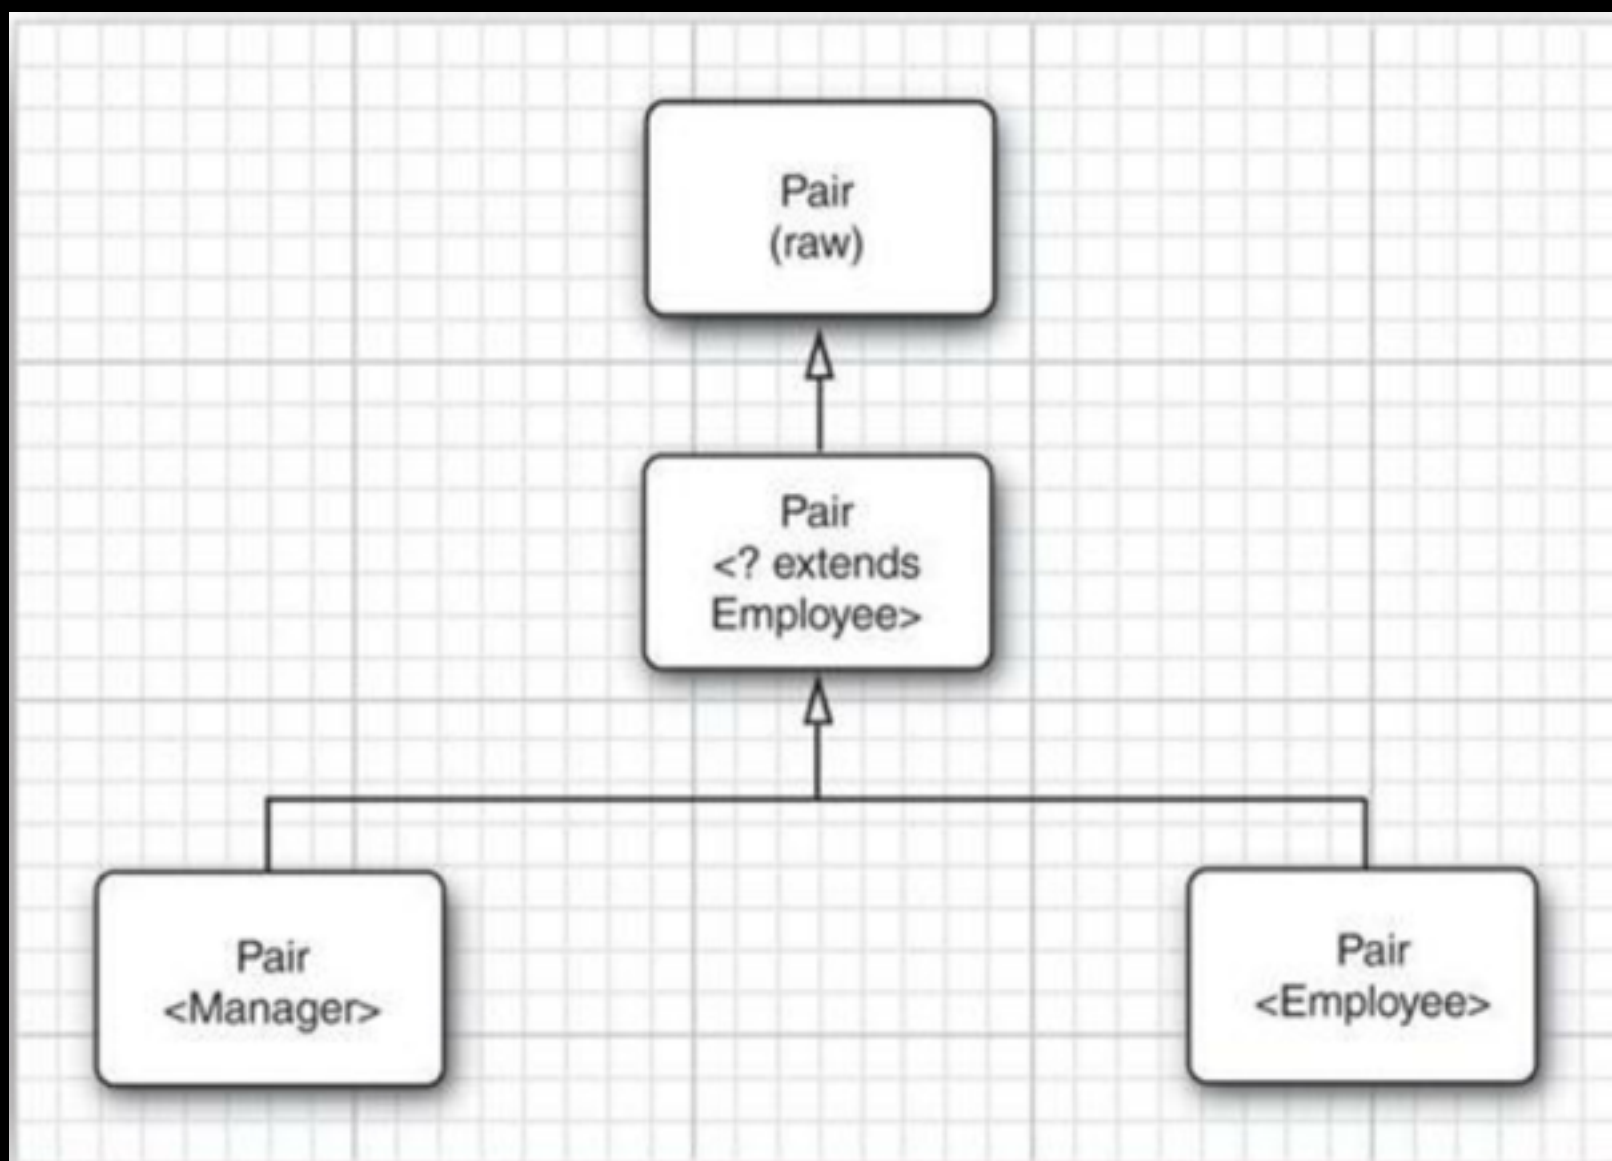 Pair
(raw)
Pair
<? extends
Employee>
Pair
<Manager>
Pair
<Employee>